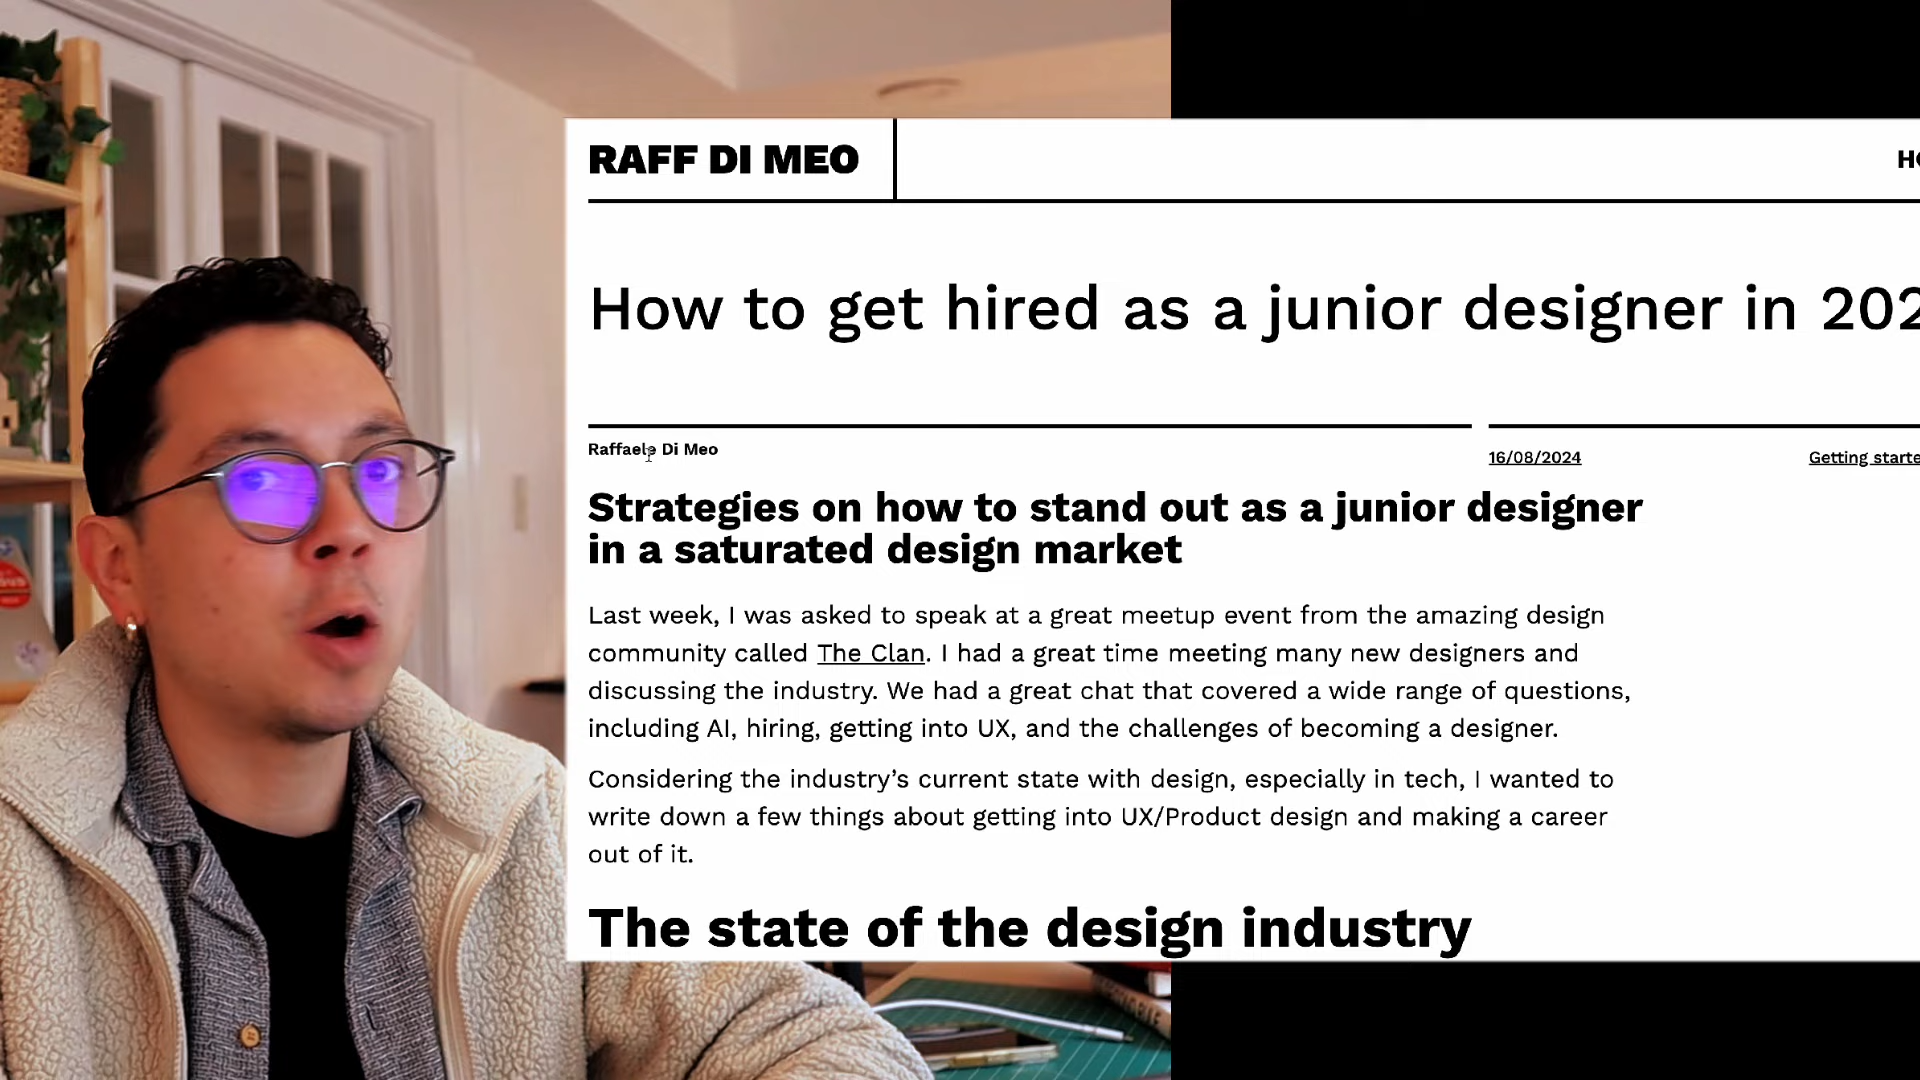 RAFF DI MEO
How to get hired as a junior designer in 202
Raffaele Di Meo
16/08/2024
Strategies on how to stand out as a junior designer
in a saturated design market
Last week, I was asked to speak at a great meetup event from the amazing design
community called The Clan. I had a great time meeting many new designers and
discussing the industry. We had a great chat that covered a wide range of questions,
including AI, hiring, getting into UX, and the challenges of becoming a designer.
Considering the industry’s current state with design, especially in tech, I wanted to
write down a few things about getting into UX/Product design and making a career
out of it.
The state of the design industry